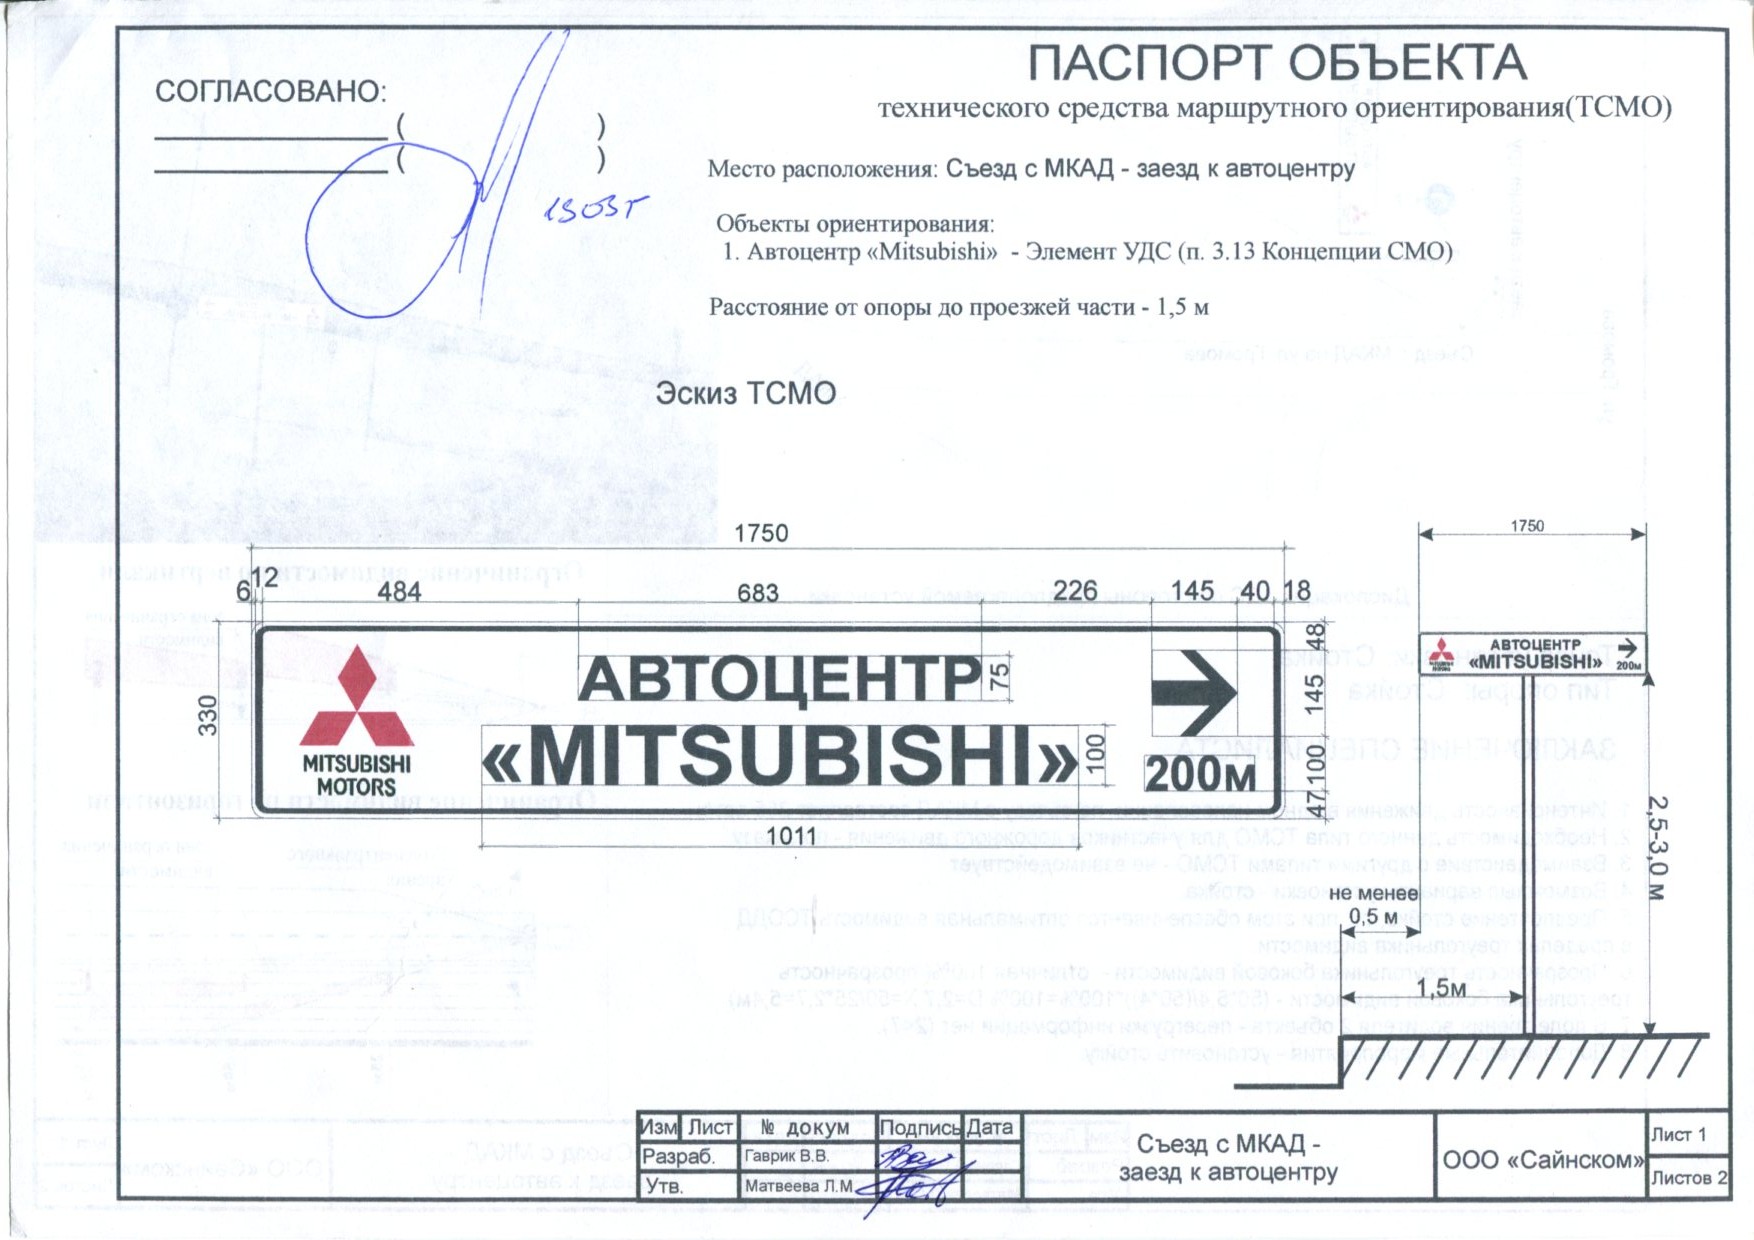 СОГЛАСОВАНО:
( )
( )
ПАСПОРТ ОБЪЕКТА
технического средства маршрутного ориентирования(ТСМО)
Место расположения: Съезд с МКАД - заезд к автоцентру
Объекты ориентирования:
1. Автоцентр «Mitsubishi» - Элемент УДС (п. 3.13 Концепции СМО)
Расстояние от опоры до проезжей части - 1,5 м
Эскиз ТСМО
1750
6 12 484 683 226 145 40 18
330
MITSUBISHI
MOTORS
АВТОЦЕНТР
«MITSUBISHI»
200м
75
100
48
145
100
47
1011
1750
MITSUBISHI
MOTORS
АВТОЦЕНТР
«MITSUBISHI»
200м
2,5-3,0 м
не менее
0,5 м
1,5м
Изм Лист № докум Подпись Дата
Разраб. Гаврик В.В.
Утв. Матвеева Л.М
Съезд с МКАД -
заезд к автоцентру
ООО «Сайнском»
Лист 1
Листов 2